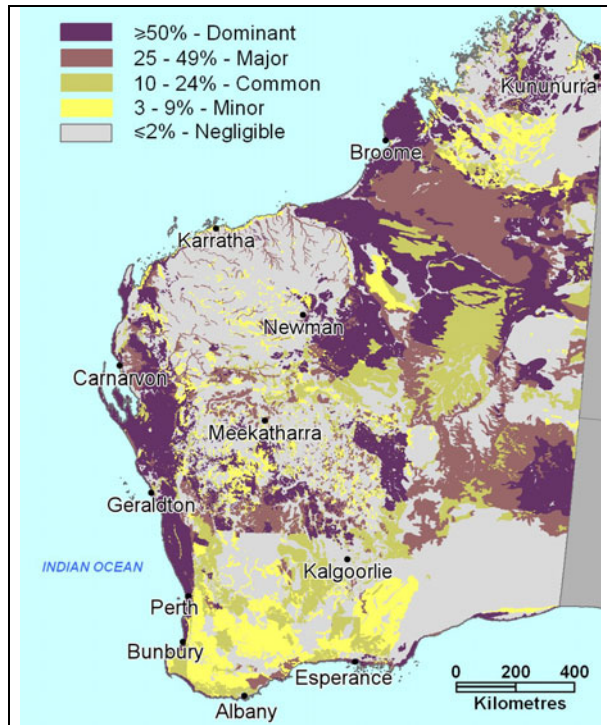 ≥50% - Dominant
25 - 49% - Major
10 - 24% - Common
3 - 9% - Minor
≤2% - Negligible
Kununurra
Broome
Karratha
Newman
Carnarvon
Meekatharra
Geraldton
INDIAN OCEAN
Kalgoorlie
Perth
Bunbury
Esperance
Albany
0 200 400
Kilometres